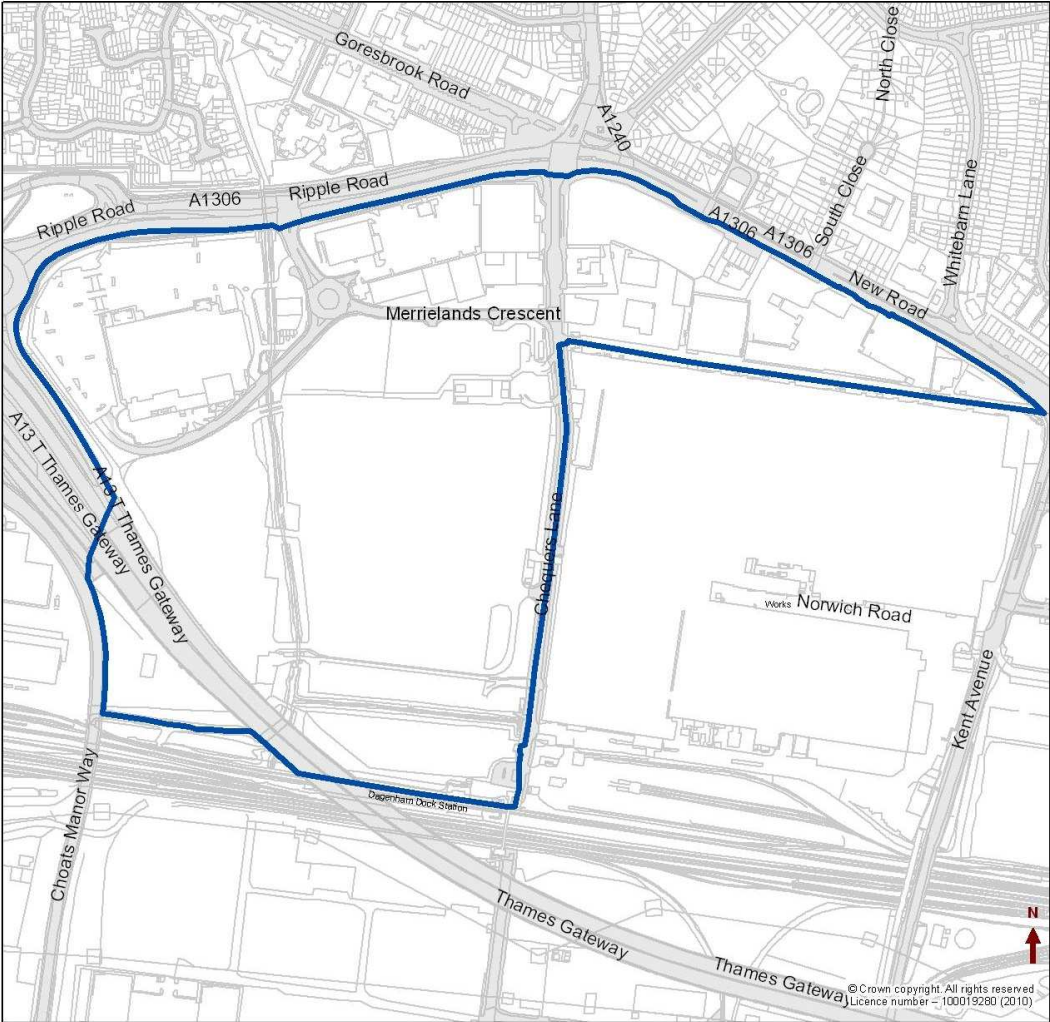 Goresbrook Road
North Close
A1240
South Close
Whitebarn Lane
Ripple Road
A1306
Ripple Road
A1306
A1306
New Road
Merrielands Crescent
A13 T Thames Gateway
A13 T Thames Gateway
Chequers Lane
Works Norwich Road
Kent Avenue
Choats Manor Way
Dagenham Dock Station
Thames Gateway
Thames Gateway
N
© Crown copyright. All rights reserved
Licence number – 100019280 (2010)